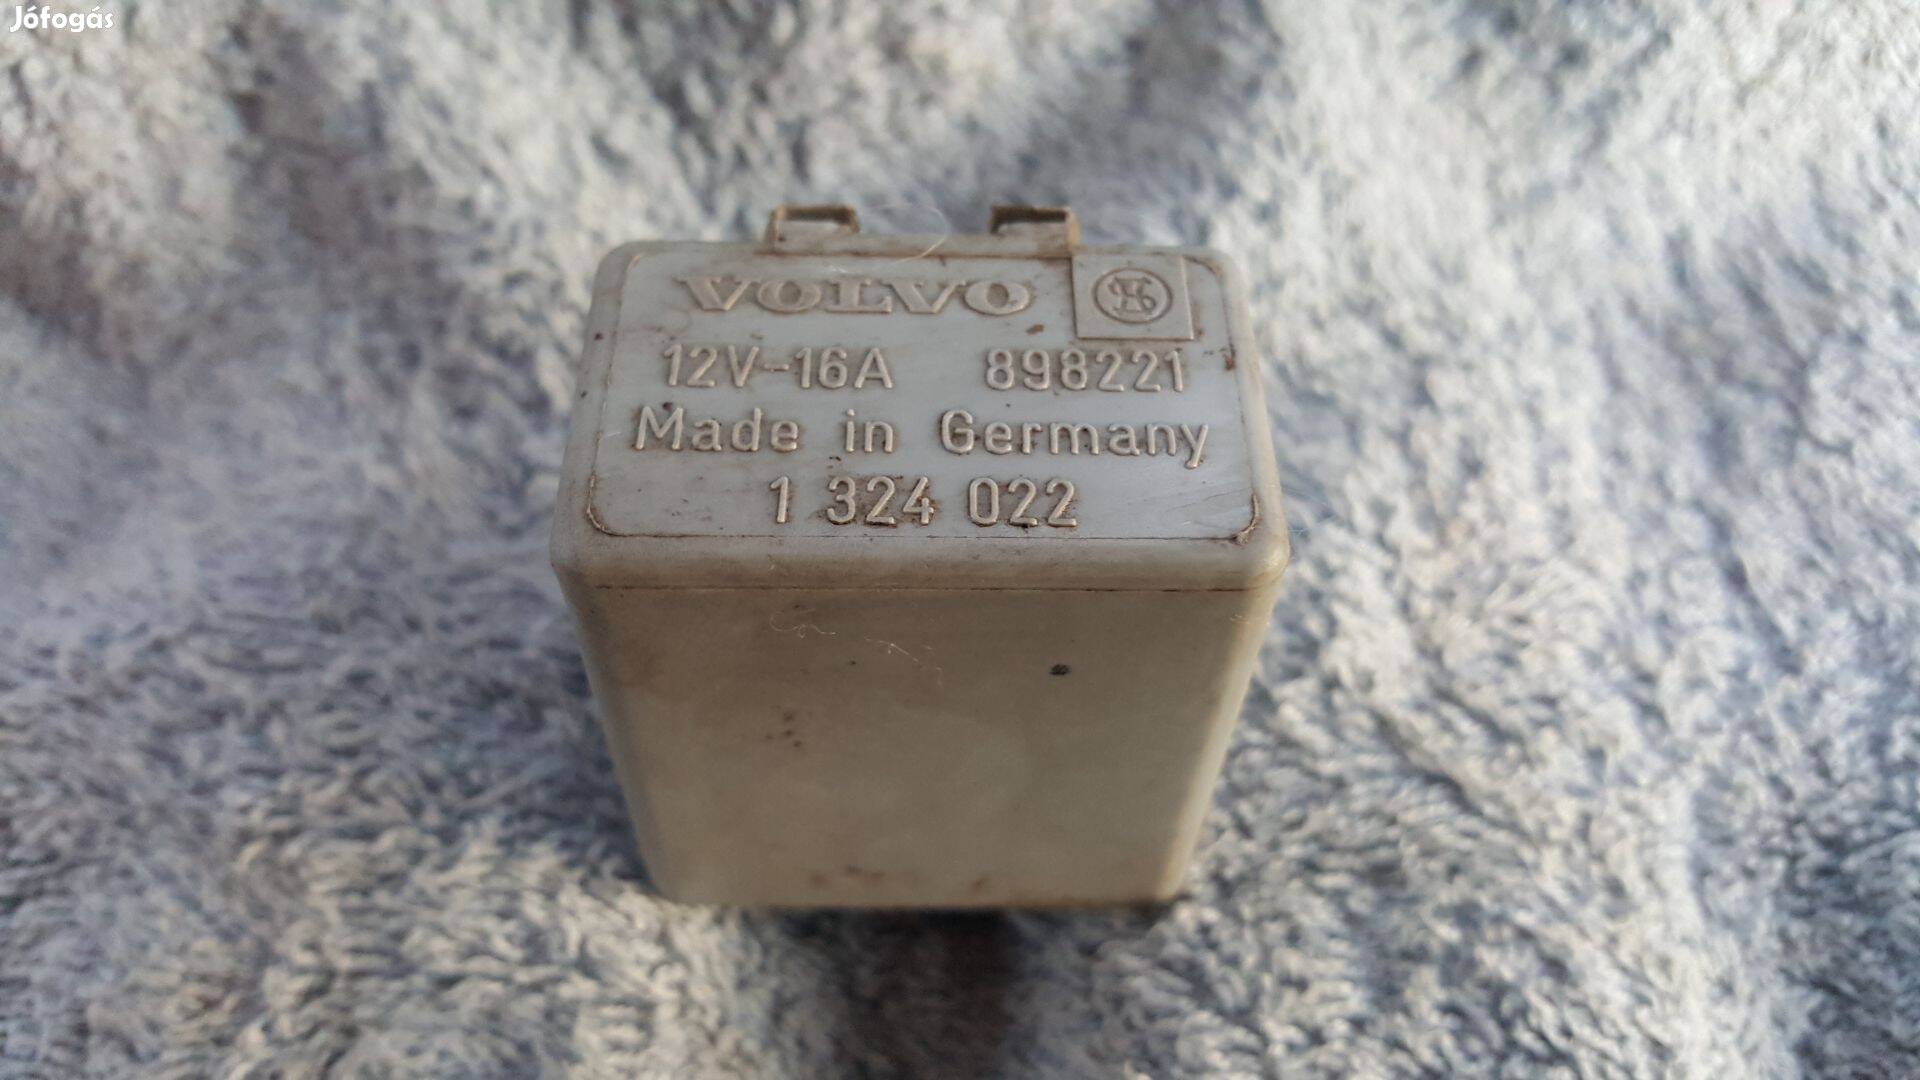 Jófogás
VOLVO
12V-16A 898221
Made in Germany
1 324 022